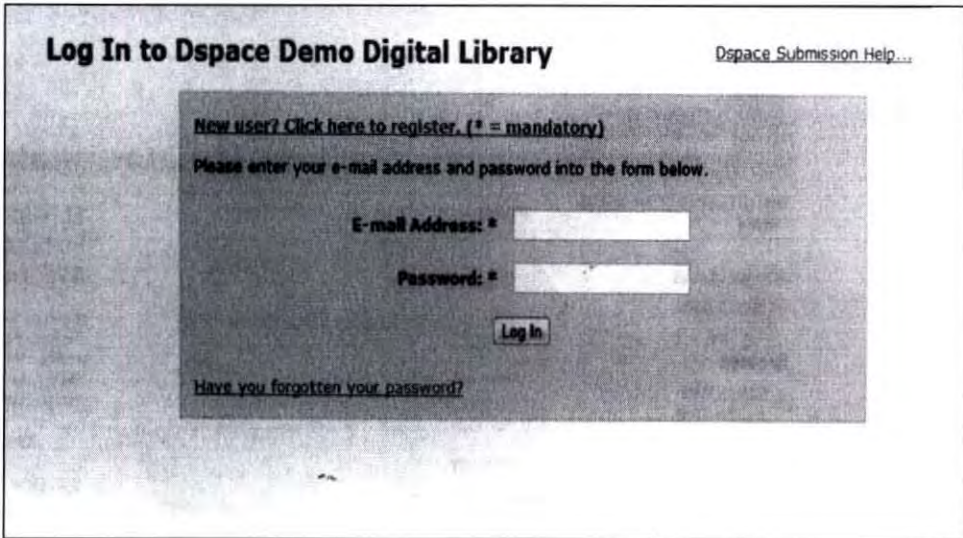 Log In to Dspace Demo Digital Library
Dspace Submission Help...
New user? Click here to register. (* = mandatory)
Please enter your e-mail address and password into the form below.
E-mail Address: *
Password: *
Log In
Have you forgotten your password?